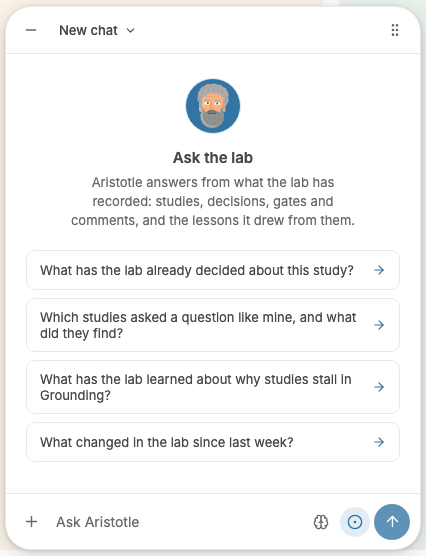 New chat
Ask the lab
Aristotle answers from what the lab has
recorded: studies, decisions, gates and
comments, and the lessons it drew from them.
What has the lab already decided about this study?
Which studies asked a question like mine, and what
did they find?
What has the lab learned about why studies stall in
Grounding?
What changed in the lab since last week?
Ask Aristotle